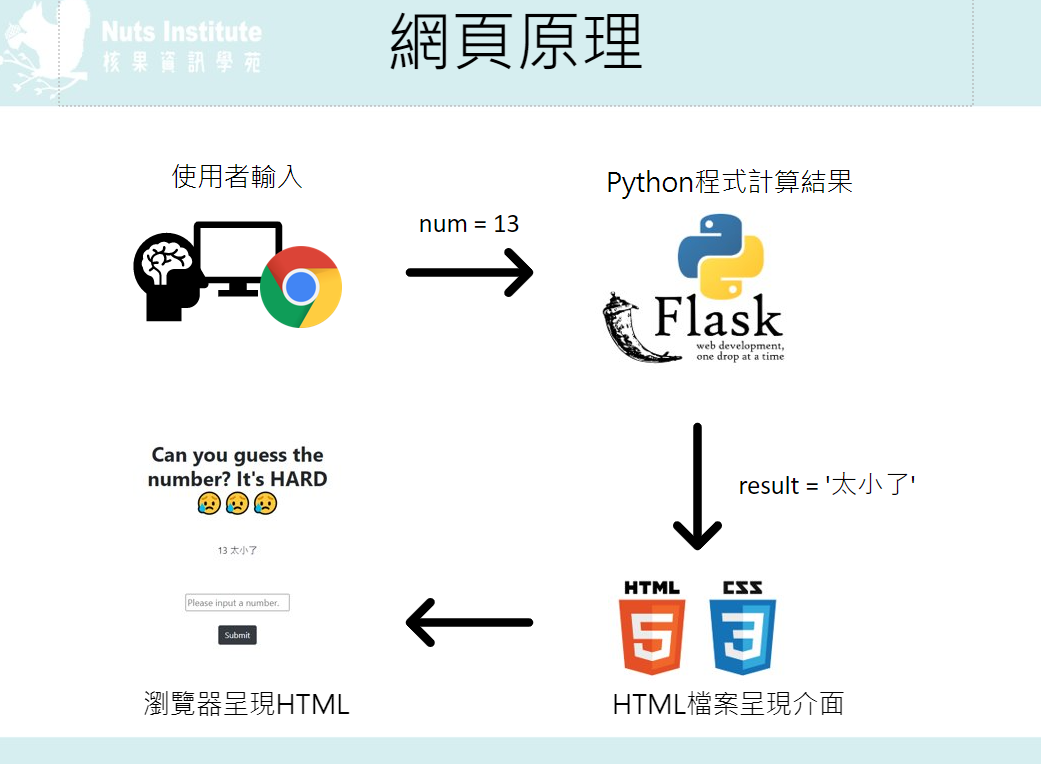 Nuts Institute
核果資訊學苑
網頁原理
使用者輸入
num = 13
Python程式計算結果
Flask
web development,
one drop at a time
result = '太小了'
Can you guess the
number? It's HARD
😥😥😥
13 太小了
Please input a number.
Submit
HTML
5
CSS
3
瀏覽器呈現HTML
HTML檔案呈現介面